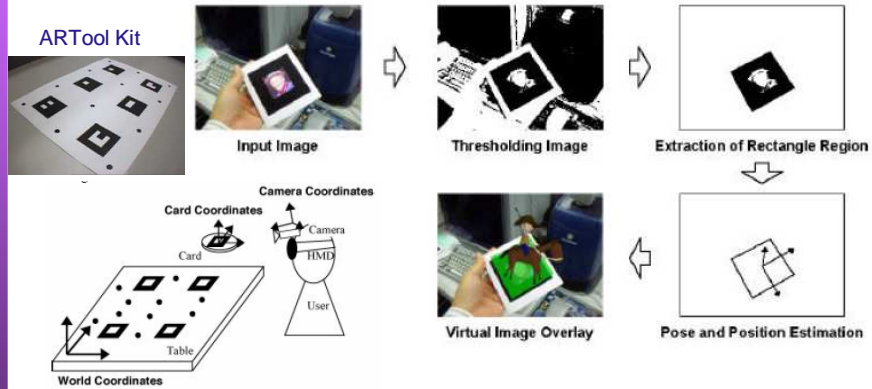 ARTool Kit
Input Image
Thresholding Image
Extraction of Rectangle Region
Camera Coordinates
Card Coordinates
Camera
Card
HMD
User
Table
World Coordinates
Virtual Image Overlay
Pose and Position Estimation